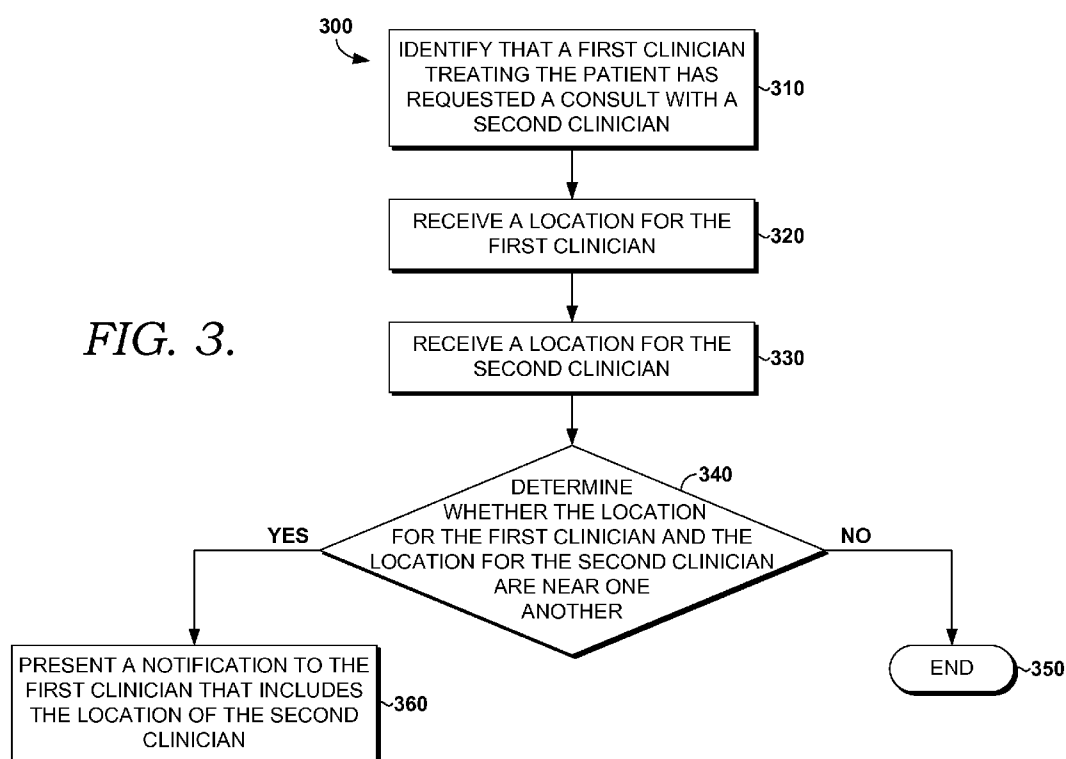 300
IDENTIFY THAT A FIRST CLINICIAN
TREATING THE PATIENT HAS
REQUESTED A CONSULT WITH A
SECOND CLINICIAN
310
RECEIVE A LOCATION FOR THE
FIRST CLINICIAN
320
FIG. 3.
RECEIVE A LOCATION FOR THE
SECOND CLINICIAN
330
340
DETERMINE
WHETHER THE LOCATION
FOR THE FIRST CLINICIAN AND THE
LOCATION FOR THE SECOND CLINICIAN
ARE NEAR ONE
ANOTHER
YES
NO
PRESENT A NOTIFICATION TO THE
FIRST CLINICIAN THAT INCLUDES
THE LOCATION OF THE SECOND
CLINICIAN
360
END
350